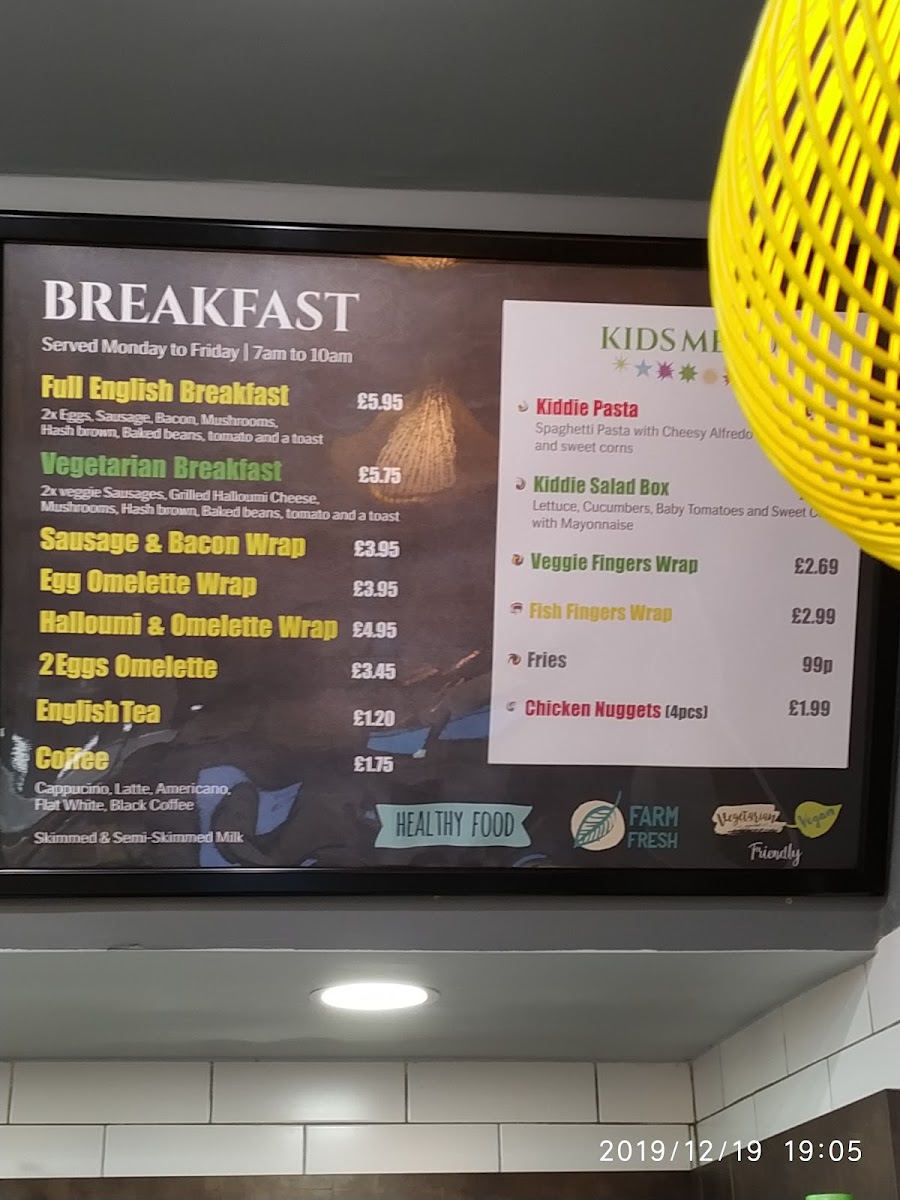 BREAKFAST
Served Monday to Friday | 7am to 10am
Full English Breakfast £5.95
2x Eggs, Sausage, Bacon, Mushrooms,
Hash brown, Baked beans, tomato and a toast
Vegetarian Breakfast £5.75
2x veggie Sausages, Grilled Halloumi Cheese,
Mushrooms, Hash brown, Baked beans, tomato and a toast
Sausage & Bacon Wrap £3.95
Egg Omelette Wrap £3.95
Halloumi & Omelette Wrap £4.95
2 Eggs Omelette £3.45
English Tea £1.20
Coffee £1.75
Cappucino, Latte, Americano,
Flat White, Black Coffee
Skimmed & Semi-Skimmed Milk
KIDS
Kiddie Pasta
Spaghetti Pasta with Cheesy Alfredo
and sweet corns
Kiddie Salad Box
Lettuce, Cucumbers, Baby Tomatoes and Sweet
with Mayonnaise
Veggie Fingers Wrap £2.69
Fish Fingers Wrap £2.99
Fries 99p
Chicken Nuggets (4pcs) £1.99
HEALTHY FOOD
FARM
FRESH
Vegetarian Vegan
Friendly
2019/12/19 19:05